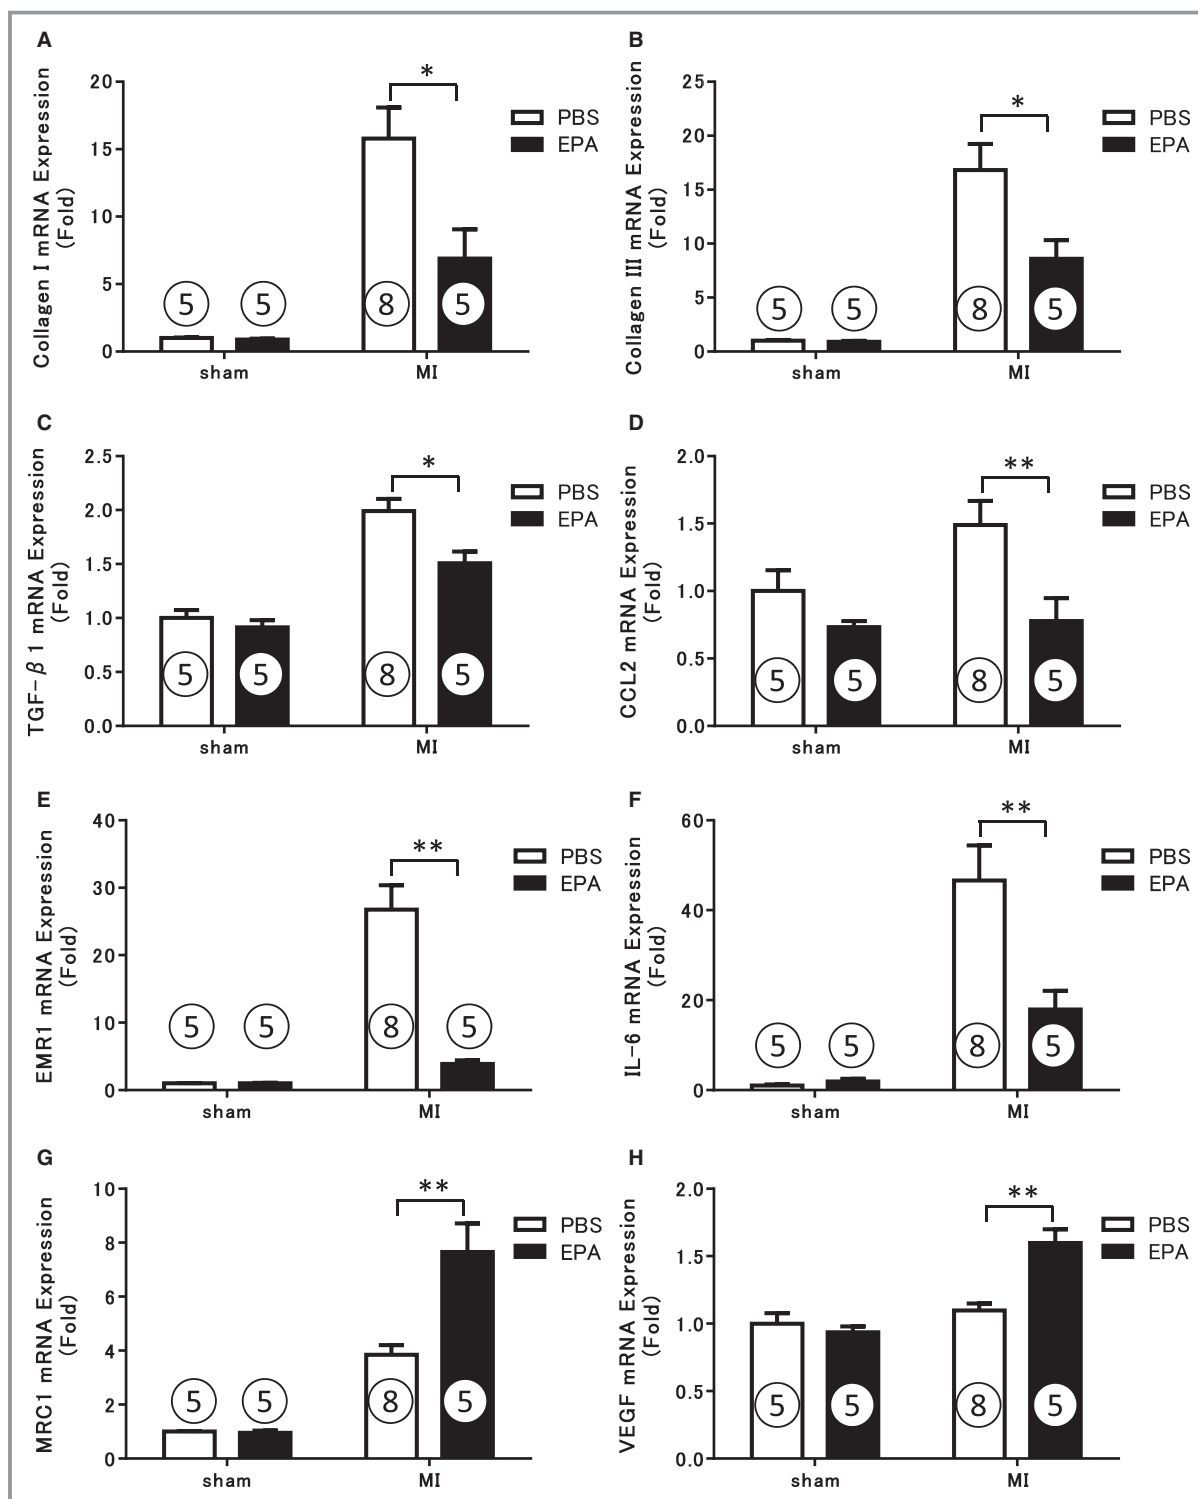 A
Collagen I mRNA Expression
(Fold)
20
15
10
5
0
*
PBS
EPA
5
5
8
5
sham
MI
B
Collagen III mRNA Expression
(Fold)
25
20
15
10
5
0
*
PBS
EPA
5
5
8
5
sham
MI
C
TGF-β1 mRNA Expression
(Fold)
2.5
2.0
1.5
1.0
0.5
0.0
*
PBS
EPA
5
5
8
5
sham
MI
D
CCL2 mRNA Expression
(Fold)
2.0
1.5
1.0
0.5
0.0
**
PBS
EPA
5
5
8
5
sham
MI
E
EMR1 mRNA Expression
(Fold)
40
30
20
10
0
**
PBS
EPA
5
5
8
5
sham
MI
F
IL-6 mRNA Expression
(Fold)
60
40
20
0
**
PBS
EPA
5
5
8
5
sham
MI
G
MRC1 mRNA Expression
(Fold)
10
8
6
4
2
0
**
PBS
EPA
5
5
8
5
sham
MI
H
VEGF mRNA Expression
(Fold)
2.0
1.5
1.0
0.5
0.0
**
PBS
EPA
5
5
8
5
sham
MI